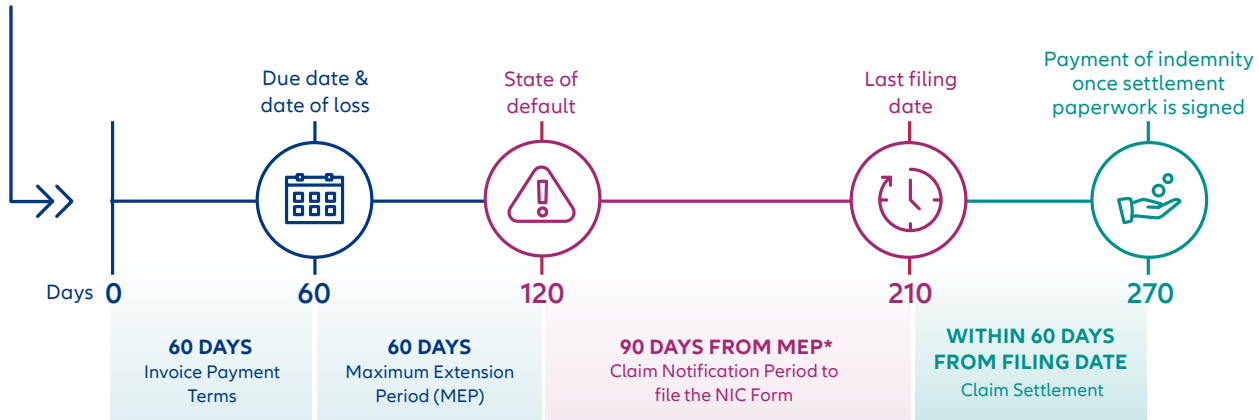 Due date &
date of loss
State of
default
Last filing
date
Payment of indemnity
once settlement
paperwork is signed
Days 0 60 120 210 270
60 DAYS
Invoice Payment
Terms
60 DAYS
Maximum Extension
Period (MEP)
90 DAYS FROM MEP*
Claim Notification Period to
file the NIC Form
WITHIN 60 DAYS
FROM FILING DATE
Claim Settlement